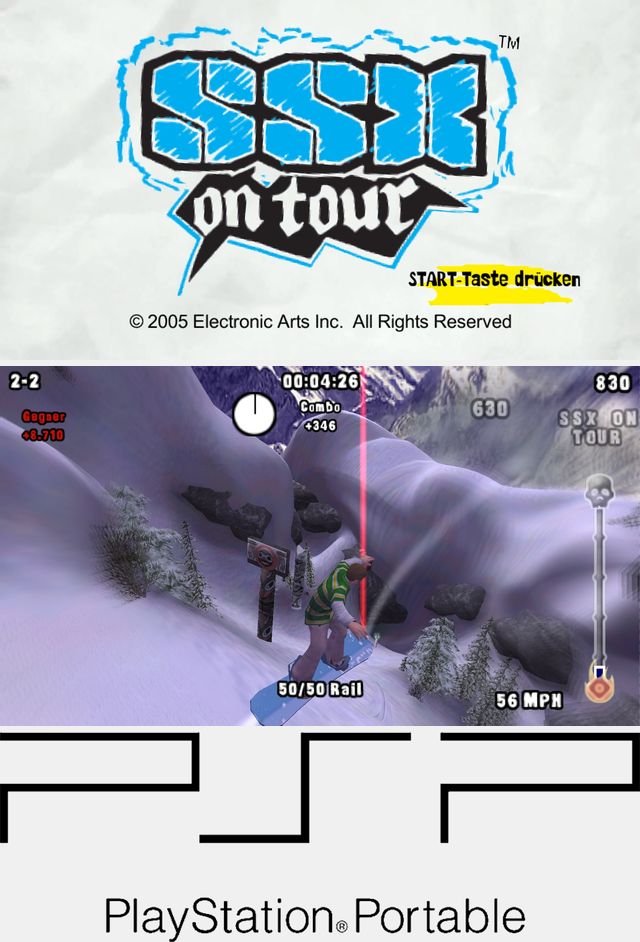 SSX
TM
on tour
START-Taste drücken
© 2005 Electronic Arts Inc. All Rights Reserved
2-2
00:04:26
830
Gegner
+6.710
Combo
+346
630
SSX ON
TOUR
50/50 Rail
56 MPH
PSP
PlayStation® Portable